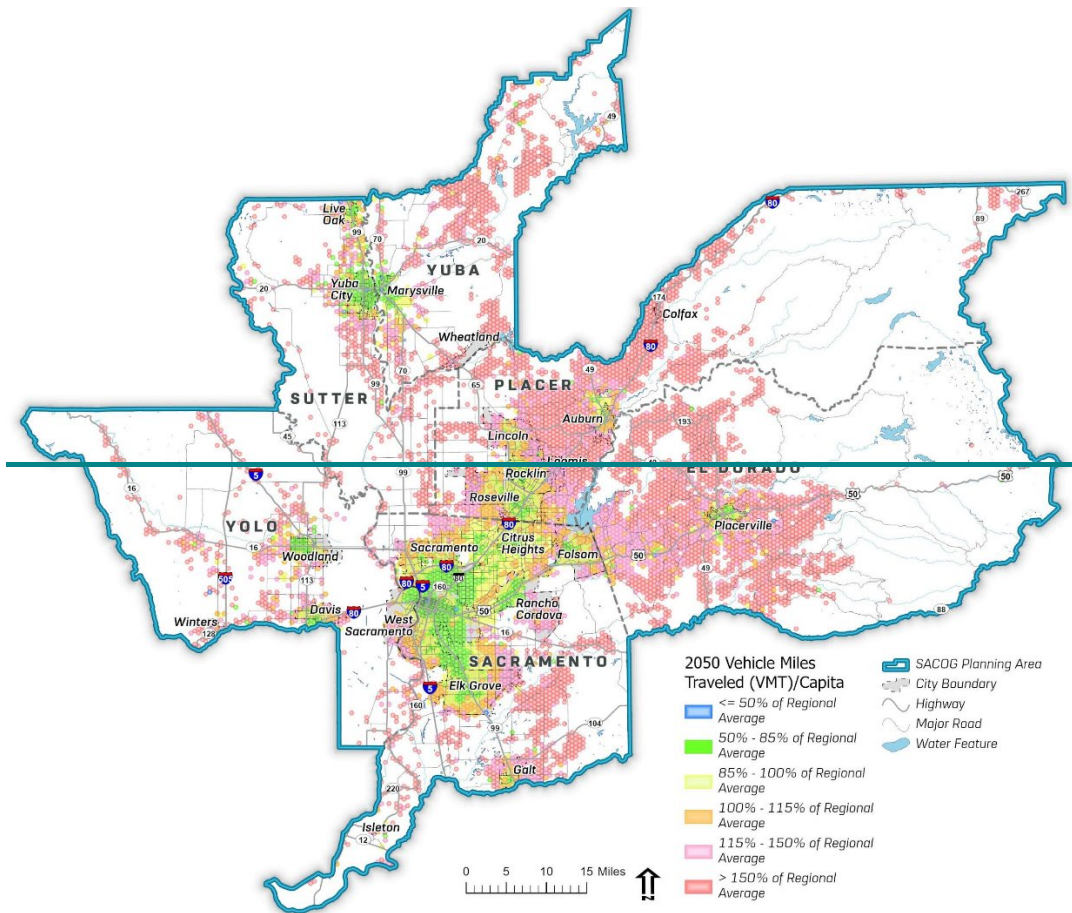 49
267
80
89
Live
Oak
99
70
20
YUBA
Yuba
City
Marysville
20
174
Colfax
Wheatland
80
99
70
65
PLACER
49
SUTTER
Auburn
193
113
Lincoln
45
Loomis
99
Rocklin
EL DORADO
5
50
50
16
Roseville
YOLO
80
Citrus
Heights
Placerville
16
Woodland
Sacramento
Folsom
50
80
80
505
113
80
5
160
49
Rancho
Cordova
Davis
80
West
Sacramento
50
88
Winters
128
16
SACRAMENTO
5
Elk Grove
160
99
104
Galt
220
Isleton
12
2050 Vehicle Miles
Traveled (VMT)/Capita
<= 50% of Regional
Average
50% - 85% of Regional
Average
85% - 100% of Regional
Average
100% - 115% of Regional
Average
115% - 150% of Regional
Average
> 150% of Regional
Average
SACOG Planning Area
City Boundary
Highway
Major Road
Water Feature
0 5 10 15 Miles
N